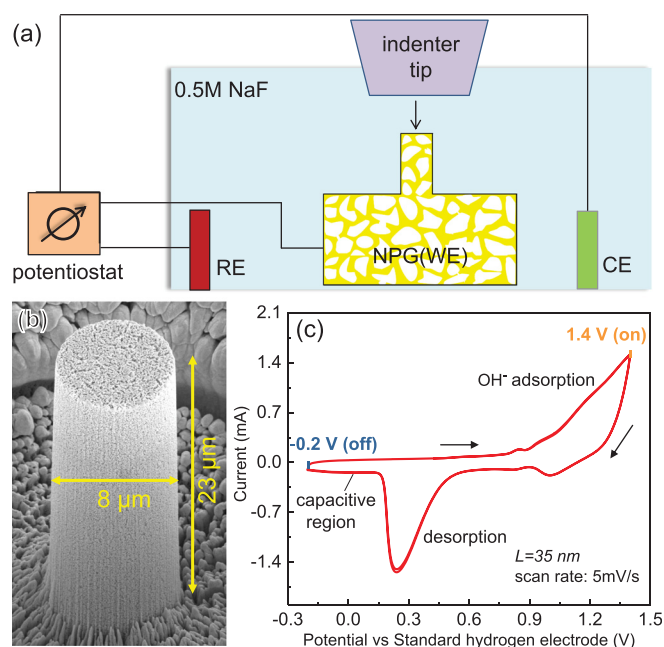 (a)
indenter
tip
0.5M NaF
potentiostat
RE
NPG(WE)
CE
(b)
8 µm
23 µm
(c)
1.4 V (on)
OH⁻ adsorption
-0.2 V (off)
capacitive
region
desorption
L=35 nm
scan rate: 5mV/s
2.1
1.4
0.7
0.0
-0.7
-1.4
Current (mA)
-0.3 0.0 0.3 0.6 0.9 1.2 1.5
Potential vs Standard hydrogen electrode (V)